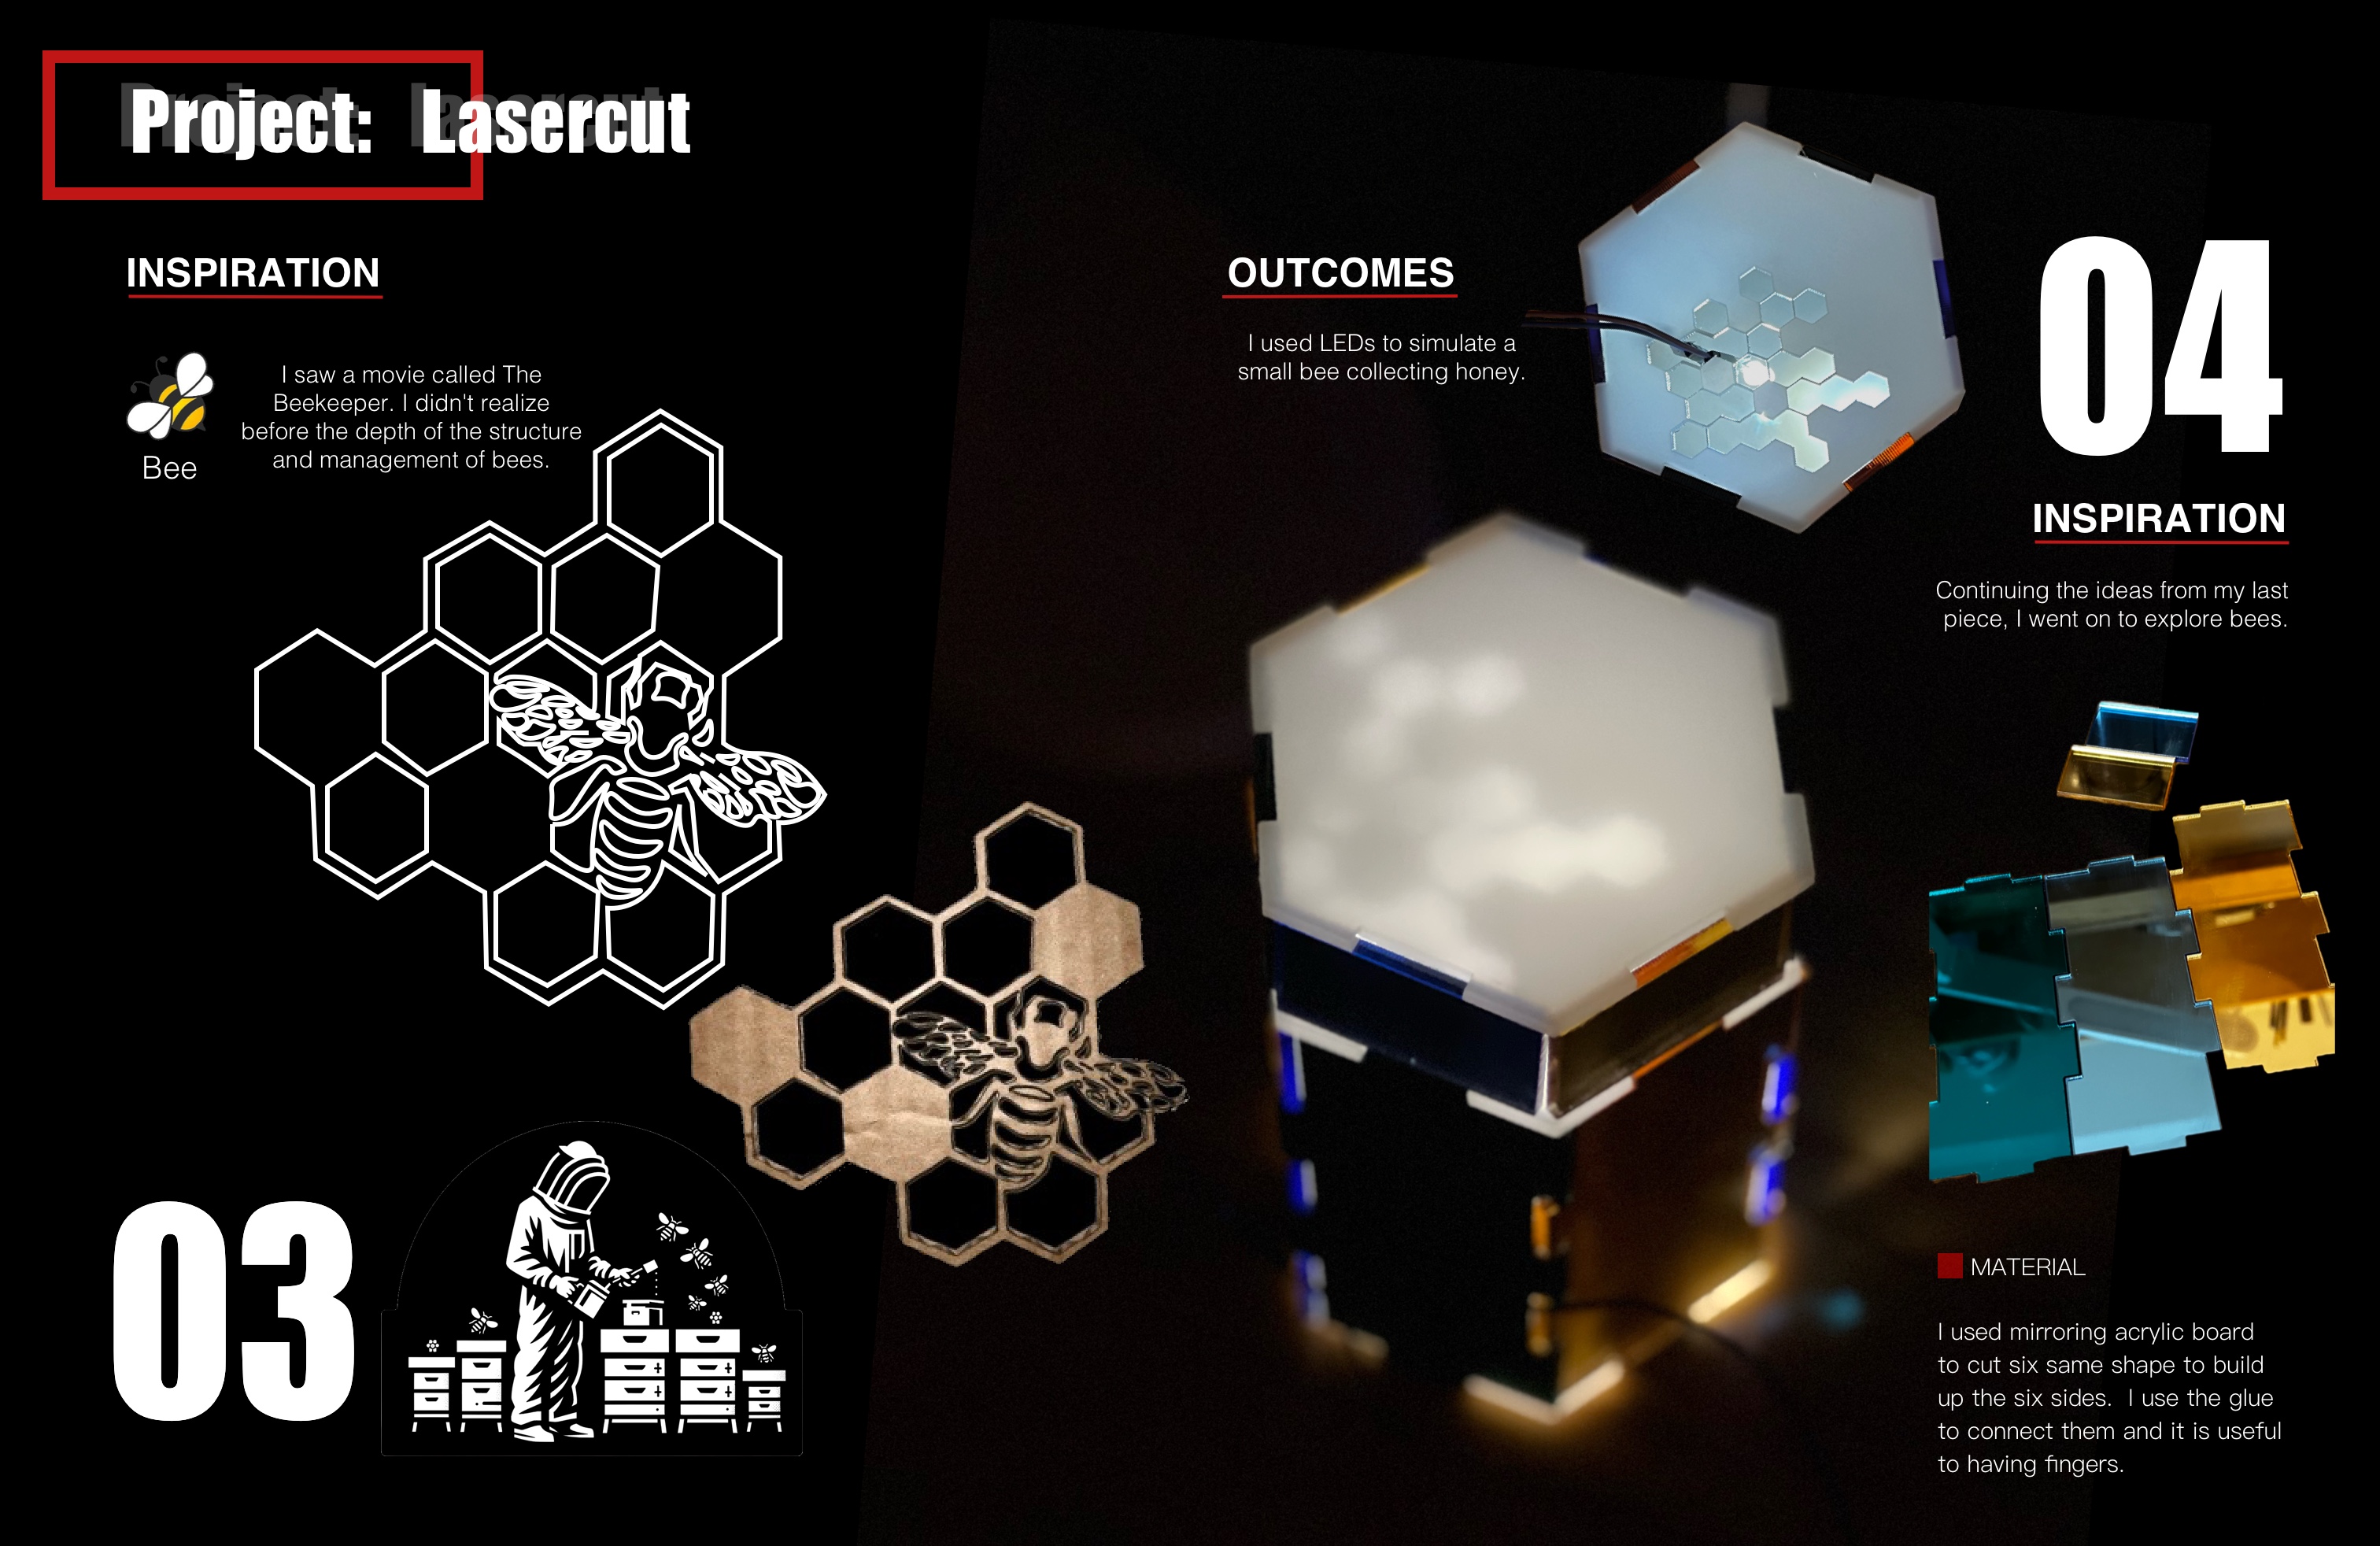 Project: Lasercut
INSPIRATION
I saw a movie called The
Beekeeper. I didn't realize
before the depth of the structure
and management of bees.
Bee
03
OUTCOMES
I used LEDs to simulate a
small bee collecting honey.
04
INSPIRATION
Continuing the ideas from my last
piece, I went on to explore bees.
MATERIAL
I used mirroring acrylic board
to cut six same shape to build
up the six sides. I use the glue
to connect them and it is useful
to having fingers.